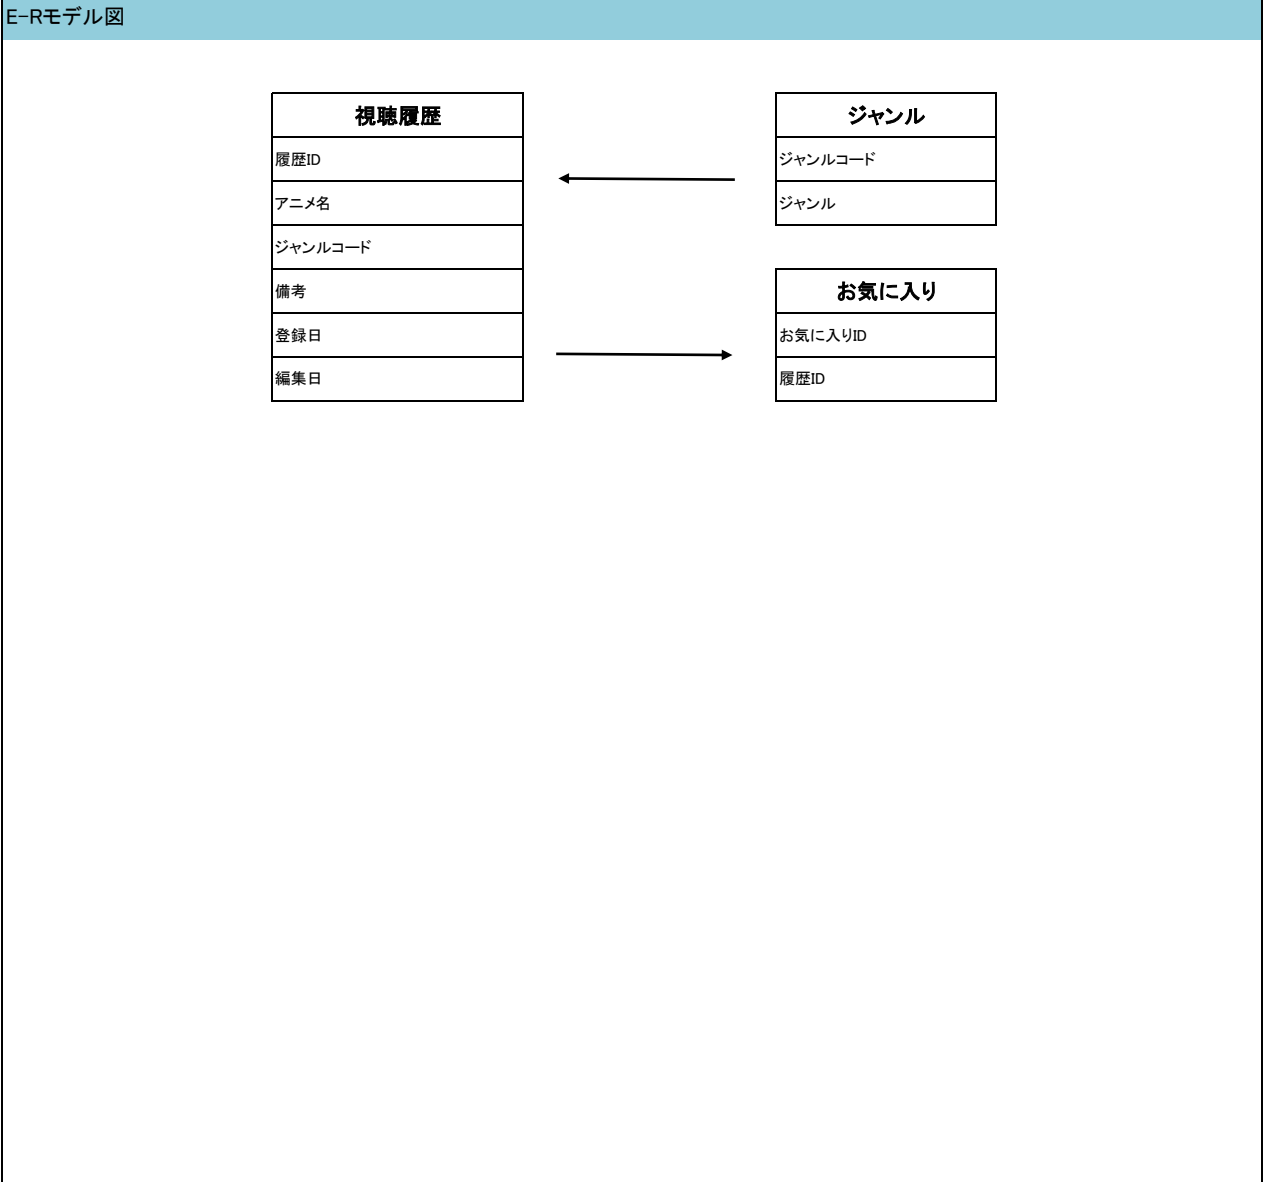 E-Rモデル図
視聴履歴
履歴ID
アニメ名
ジャンルコード
備考
登録日
編集日
ジャンル
ジャンルコード
ジャンル
お気に入り
お気に入りID
履歴ID